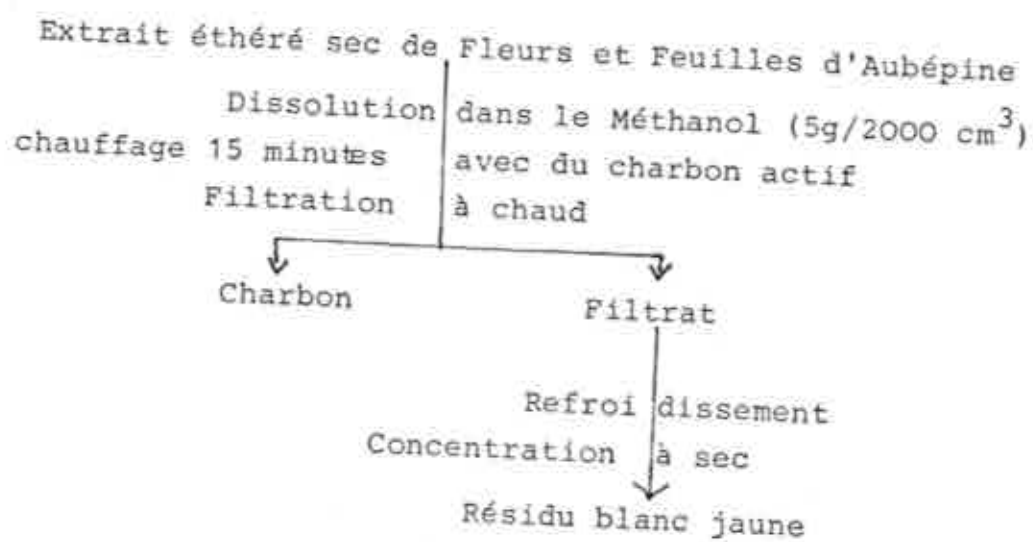 Extrait éthéré sec de Fleurs et Feuilles d'Aubépine
Dissolution dans le Méthanol (5g/2000 cm³)
chauffage 15 minutes avec du charbon actif
Filtration à chaud
Charbon Filtrat
Refroidissement
Concentration à sec
Résidu blanc jaune